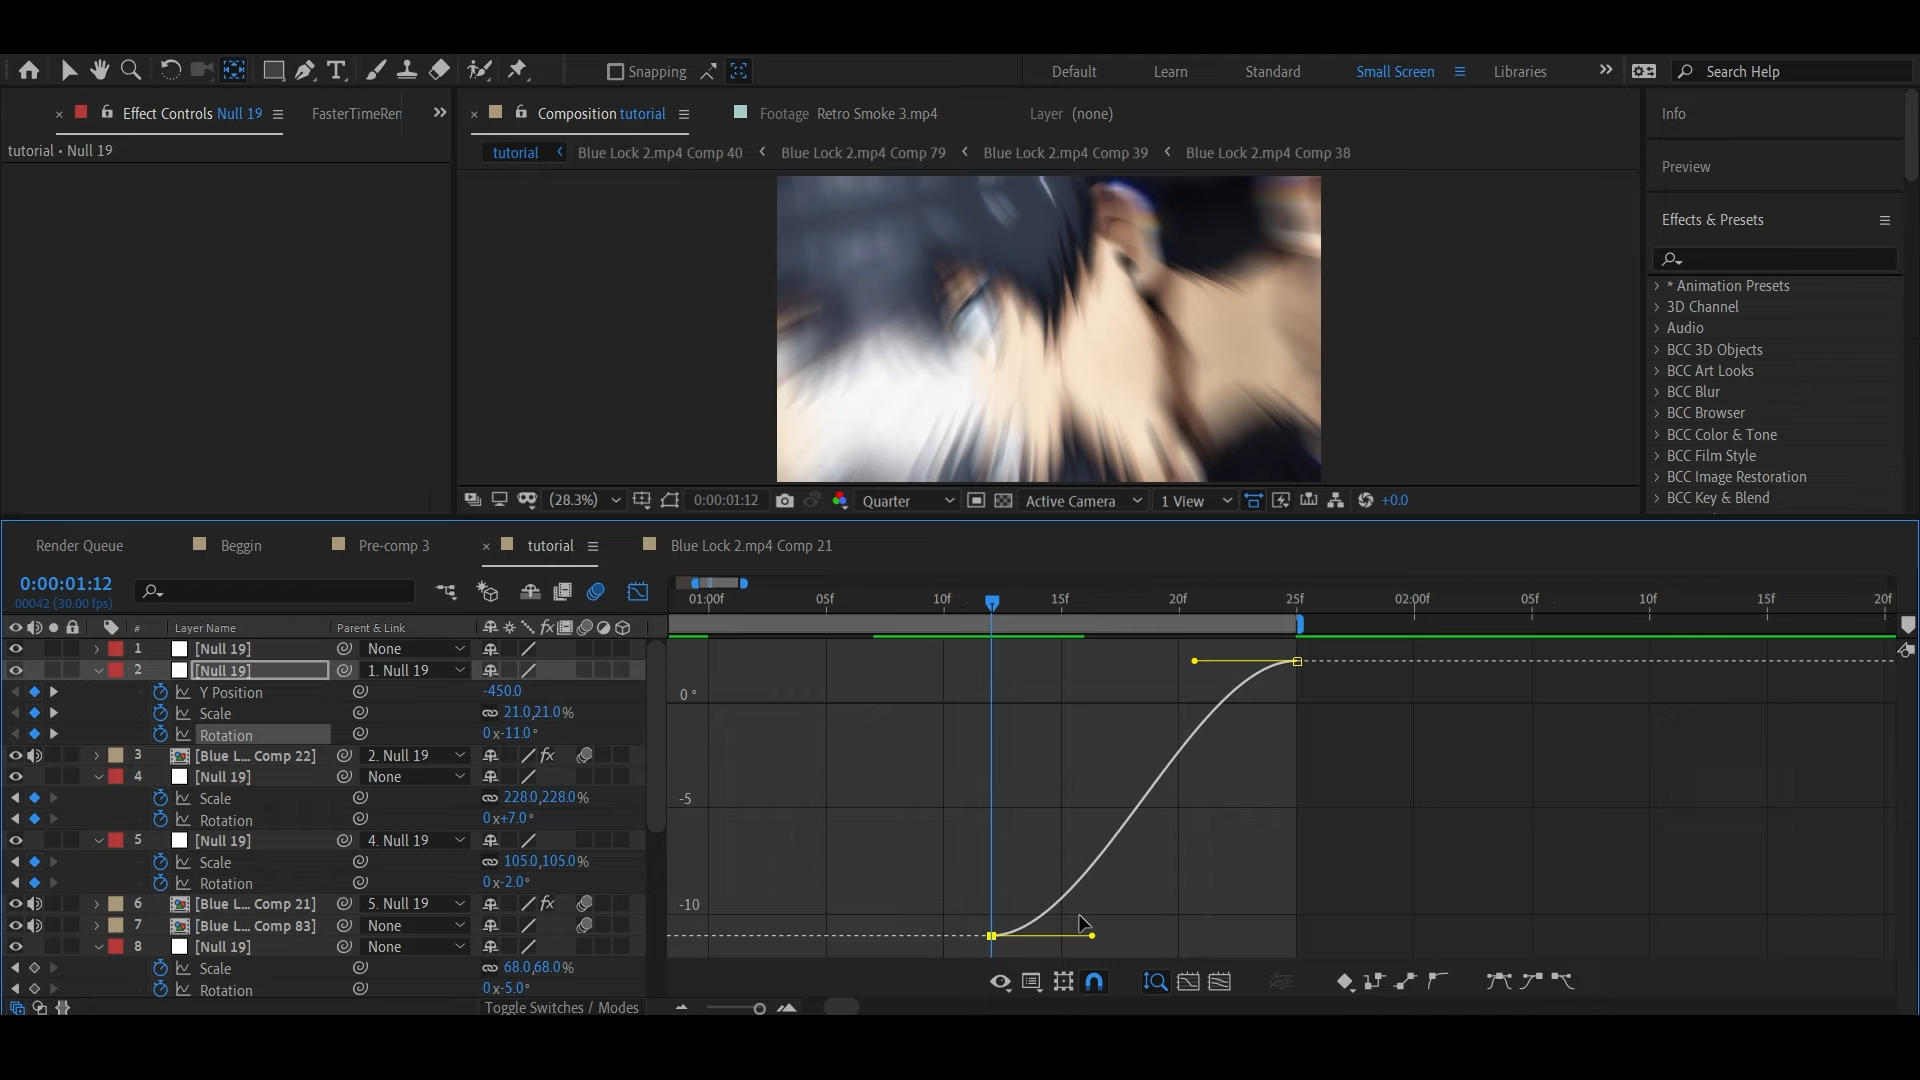 Snapping
Default
Learn
Standard
Small Screen
Libraries
Search Help
Effect Controls Null 19
FasterTimeRen
Composition tutorial
Footage Retro Smoke 3.mp4
Layer (none)
Info
tutorial • Null 19
tutorial
Blue Lock 2.mp4 Comp 40
Blue Lock 2.mp4 Comp 79
Blue Lock 2.mp4 Comp 39
Blue Lock 2.mp4 Comp 38
Preview
Effects & Presets
* Animation Presets
3D Channel
Audio
BCC 3D Objects
BCC Art Looks
BCC Blur
BCC Browser
BCC Color & Tone
BCC Film Style
BCC Image Restoration
BCC Key & Blend
(28.3%)
0:00:01:12
Quarter
Active Camera
1 View
+0.0
Render Queue
Beggin
Pre-comp 3
tutorial
Blue Lock 2.mp4 Comp 21
0:00:01:12
00042 (30.00 fps)
01:00f 05f 10f 15f 20f 25f 02:00f 05f 10f 15f 20f
# Layer Name Parent & Link
1 [Null 19] None
2 [Null 19] 1. Null 19
Y Position -450.0
Scale 21.0,21.0%
Rotation 0x-11.0°
3 [Blue L... Comp 22] 2. Null 19
4 [Null 19] None
Scale 228.0,228.0%
Rotation 0x+7.0°
5 [Null 19] 4. Null 19
Scale 105.0,105.0%
Rotation 0x-2.0°
6 [Blue L... Comp 21] 5. Null 19
7 [Blue L... Comp 83] None
8 [Null 19] None
Scale 68.0,68.0%
Rotation 0x-5.0°
0°
-5
-10
Toggle Switches / Modes